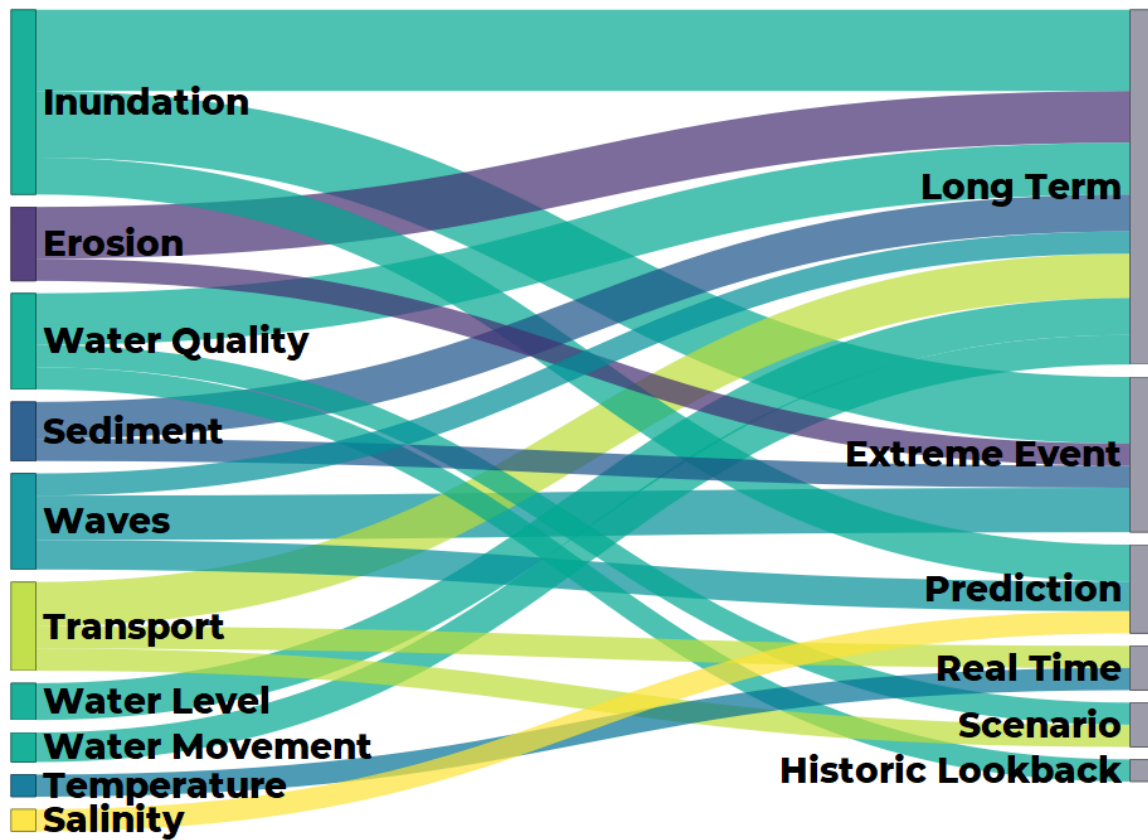 Inundation
Erosion
Water Quality
Sediment
Waves
Transport
Water Level
Water Movement
Temperature
Salinity
Long Term
Extreme Event
Prediction
Real Time
Scenario
Historic Lookback